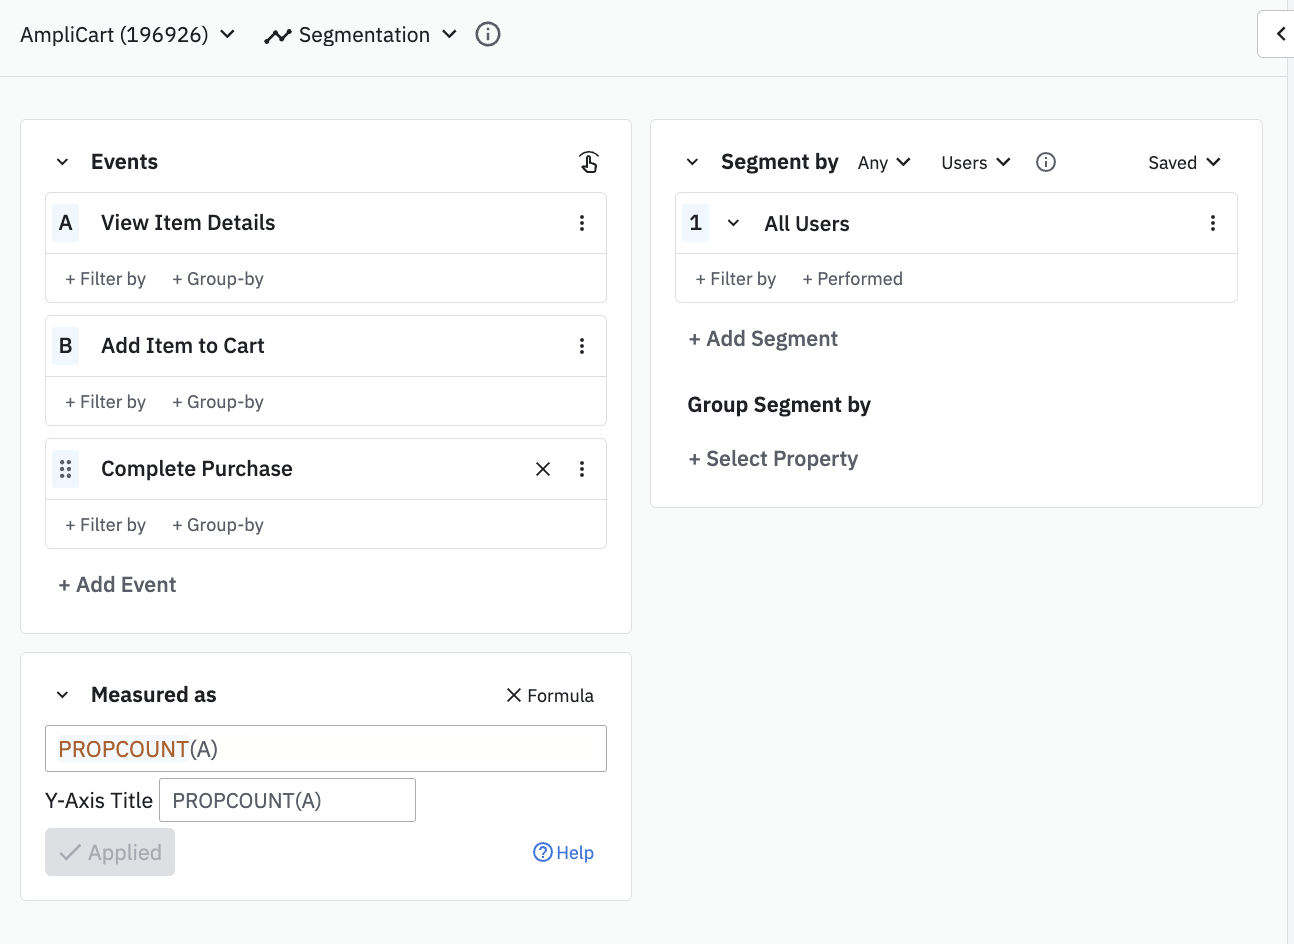 AmpliCart (196926) Segmentation
Events
A View Item Details
+ Filter by + Group-by
B Add Item to Cart
+ Filter by + Group-by
Complete Purchase
+ Filter by + Group-by
+ Add Event
Measured as Formula
PROPCOUNT(A)
Y-Axis Title PROPCOUNT(A)
Applied Help
Segment by Any Users Saved
1 All Users
+ Filter by + Performed
+ Add Segment
Group Segment by
+ Select Property